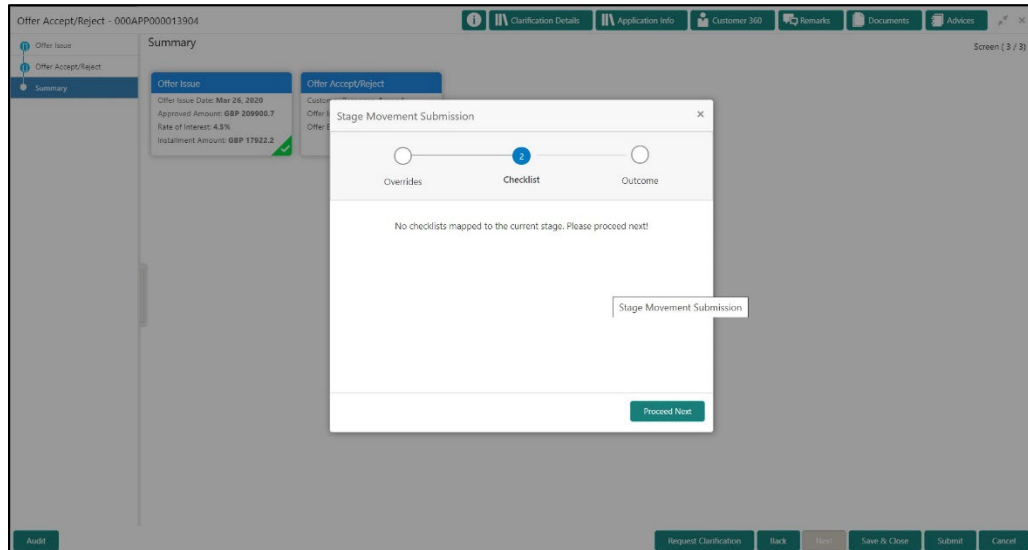 Offer Accept/Reject - 000APP000013904
Clarification Details
Application Info
Customer 360
Remarks
Documents
Advices
Offer Issue
Offer Accept/Reject
Summary
Summary
Screen ( 3 / 3)
Offer Issue
Offer Issue Date: Mar 26, 2020
Approved Amount: GBP 209900.7
Rate of Interest: 4.5%
Installment Amount: GBP 17922.2
Offer Accept/Reject
Offer
Stage Movement Submission
2
Overrides
Checklist
Outcome
No checklists mapped to the current stage. Please proceed next!
Stage Movement Submission
Proceed Next
Audit
Request Clarification
Back
Next
Save & Close
Submit
Cancel